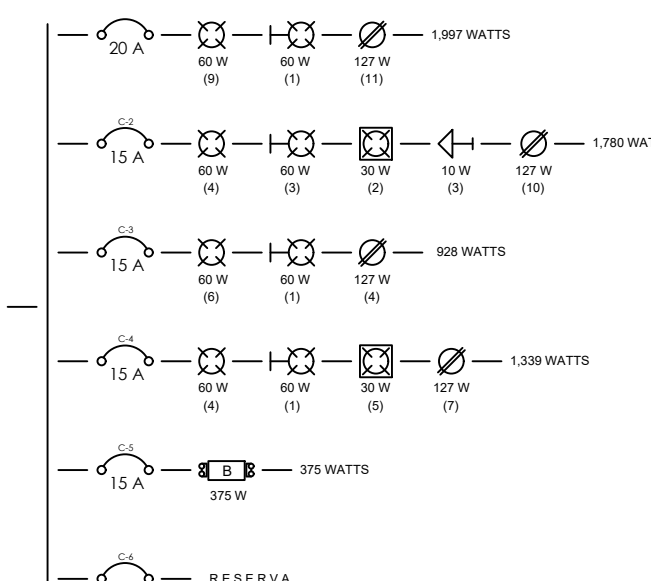 1,997 WATTS
20 A
60 W 60 W 127 W
(9) (1) (11)
C-2
15 A
1,780 WAT
60 W 60 W 30 W 10 W 127 W
(4) (3) (2) (3) (10)
C-3
15 A
928 WATTS
60 W 60 W 127 W
(6) (1) (4)
C-4
15 A
1,339 WATTS
60 W 60 W 30 W 127 W
(4) (1) (5) (7)
C-5
15 A
B
375 WATTS
375 W
C-6
RESERVA